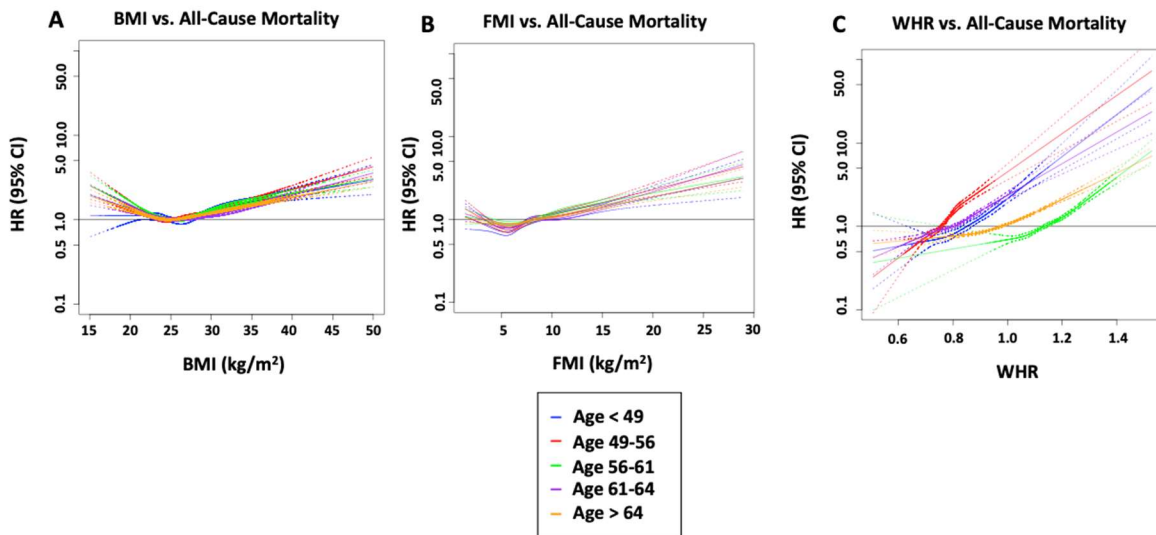 A BMI vs. All-Cause Mortality
HR (95% CI)
50.0
10.0
5.0
1.0
0.5
0.1
15 20 25 30 35 40 45 50
BMI (kg/m²)
B FMI vs. All-Cause Mortality
HR (95% CI)
50.0
10.0
5.0
1.0
0.5
0.1
5 10 15 20 25 30
FMI (kg/m²)
C WHR vs. All-Cause Mortality
HR (95% CI)
50.0
10.0
5.0
1.0
0.5
0.1
0.6 0.8 1.0 1.2 1.4
WHR
Age < 49
Age 49-56
Age 56-61
Age 61-64
Age > 64